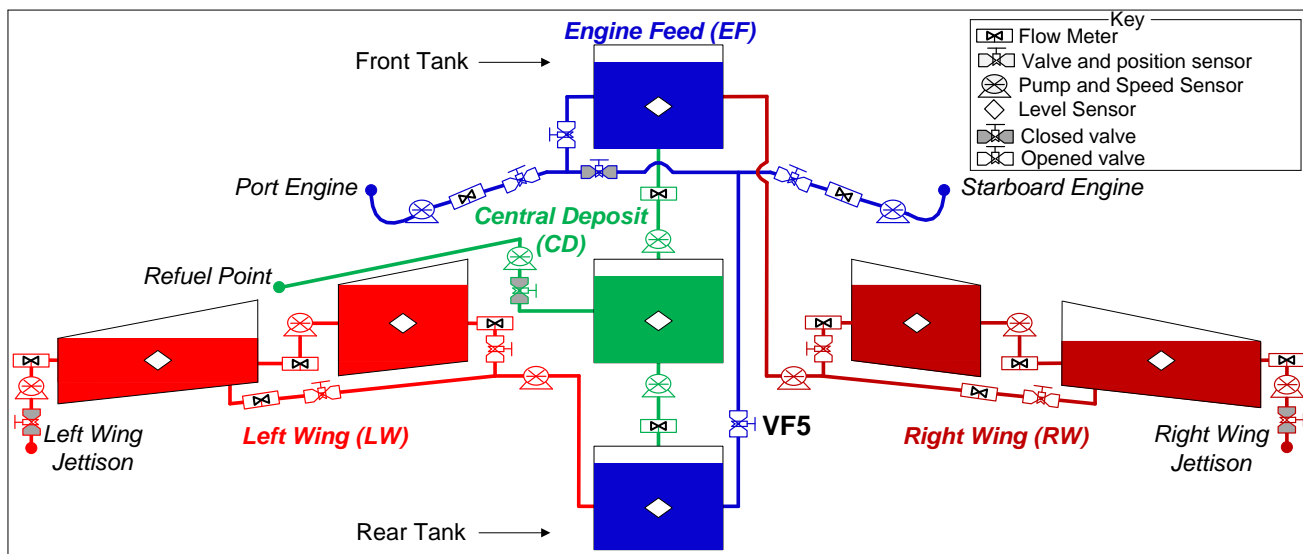 Engine Feed (EF)
Front Tank
Key
Flow Meter
Valve and position sensor
Pump and Speed Sensor
Level Sensor
Closed valve
Opened valve
Port Engine
Starboard Engine
Central Deposit
(CD)
Refuel Point
Left Wing
Jettison
Left Wing (LW)
VF5
Right Wing (RW)
Right Wing
Jettison
Rear Tank